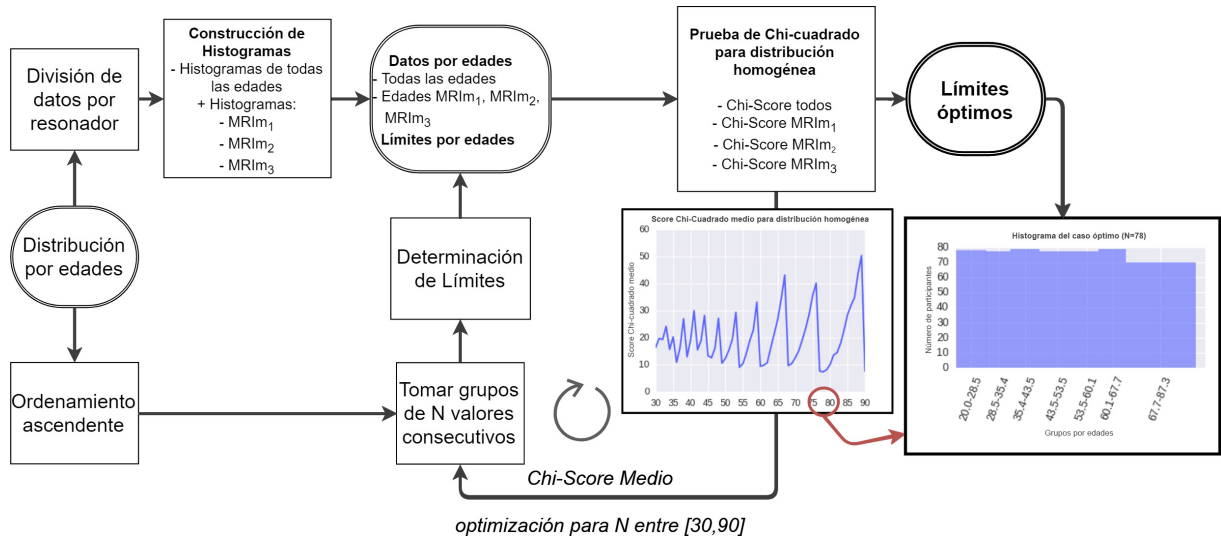 División de
datos por
resonador
Construcción de
Histogramas
- Histogramas de todas
las edades
+ Histogramas:
- MRIm1
- MRIm2
- MRIm3
Datos por edades
- Todas las edades
- Edades MRIm1, MRIm2,
MRIm3
Límites por edades
Prueba de Chi-cuadrado
para distribución
homogénea
- Chi-Score todos
- Chi-Score MRIm1
- Chi-Score MRIm2
- Chi-Score MRIm3
Límites
óptimos
Distribución
por edades
Determinación
de Límites
Ordenamiento
ascendente
Tomar grupos
de N valores
consecutivos
Score Chi-Cuadrado medio para distribución homogénea
Score Chi-cuadrado medio
60
50
40
30
20
10
0
30 35 40 45 50 55 60 65 70 75 80 85 90
Histograma del caso óptimo (N=78)
Número de participantes
80
70
60
50
40
30
20
10
0
20.0-28.5
28.5-35.4
35.4-43.5
43.5-53.5
53.5-60.1
60.1-67.7
67.7-87.3
Grupos por edades
Chi-Score Medio
optimización para N entre [30,90]